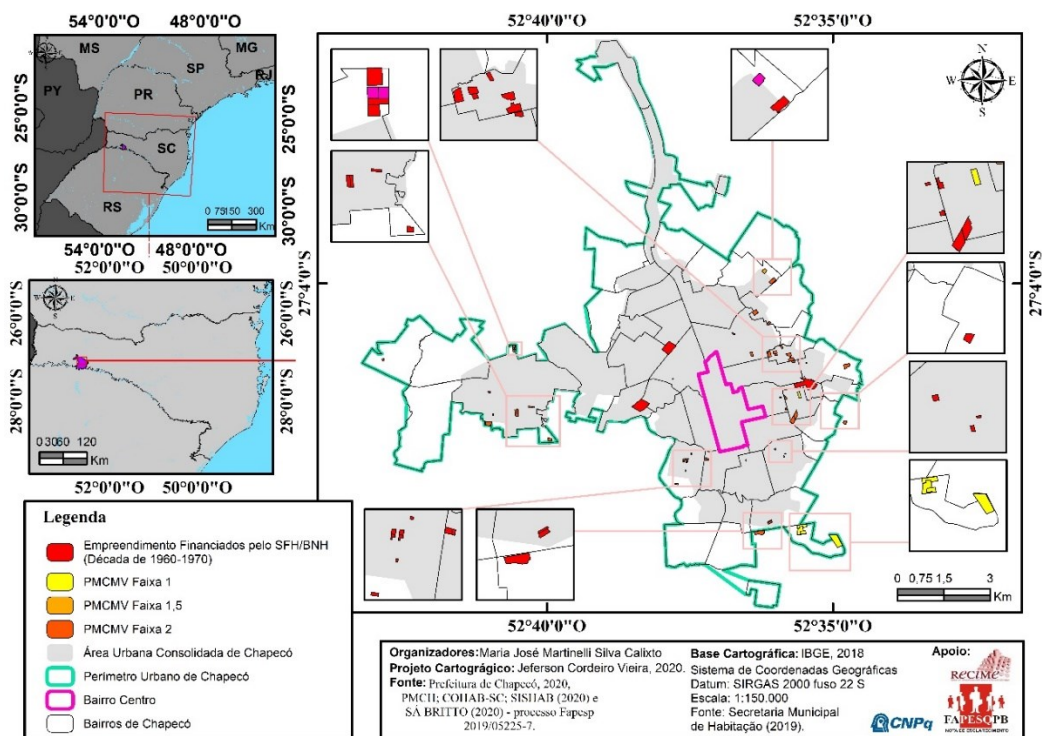 54°0'0"O 48°0'0"O
MS
MG
SP
RJ
PY
PR
SC
RS
25°0'0"S
30°0'0"S
25°0'0"S
30°0'0"S
0 75150 300
Km
54°0'0"O 48°0'0"O
52°0'0"O 50°0'0"O
26°0'0"S
28°0'0"S
26°0'0"S
28°0'0"S
0 3060 120
Km
52°0'0"O 50°0'0"O
52°40'0"O 52°35'0"O
N
W E
S
27°4'0"S
27°4'0"S
0 0,75 1,5 3
Km
52°40'0"O 52°35'0"O
Legenda
Empreendimento Financiados pelo SFH/BNH
(Década de 1960-1970)
PMCMV Faixa 1
PMCMV Faixa 1,5
PMCMV Faixa 2
Área Urbana Consolidada de Chapecó
Perimetro Urbano de Chapecó
Bairro Centro
Bairros de Chapecó
Organizadores: Maria José Martinelli Silva Calixto
Projeto Cartográgico: Jeferson Cordeiro Vieira, 2020.
Fonte: Prefeitura de Chapecó, 2020,
PMCH; COHAB-SC; SISHAB (2020) e
SÁ BRITTO (2020) - processo Fapesp
2019/05225-7.
Base Cartográfica: IBGE, 2018
Sistema de Coordenadas Geográficas
Datum: SIRGAS 2000 fuso 22 S
Escala: 1:150.000
Fonte: Secretaria Municipal
de Habitação (2019).
Apoio:
ReCiMe
CNPq
FAPESQPB
NOTA DE ESCLARECIMENTO